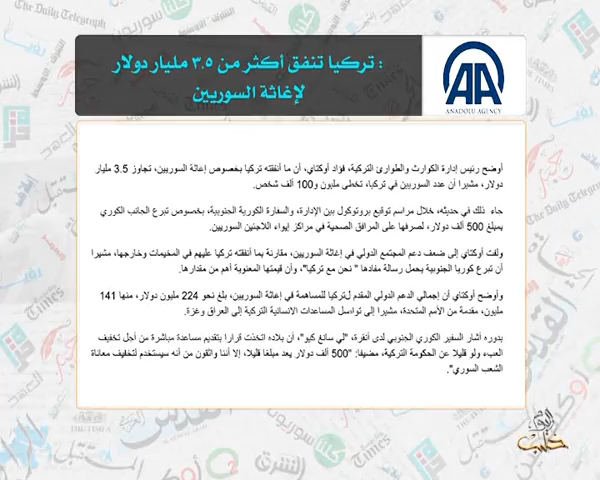 : تركيا تنفق أكثر من ٣.٥ مليار دولار
لإغاثة السوريين
AA
ANADOLU AGENCY
أوضح رئيس إدارة الكوارث والطوارئ التركية، فؤاد أوكتاي، أن ما أنفقته تركيا بخصوص إغاثة السوريين، تجاوز 3.5 مليار
دولار، مشيرا أن عدد السوريين في تركيا، تخطى مليون و100 ألف شخص.
جاء ذلك في حديثه، خلال مراسم توقيع بروتوكول بين الإدارة، والسفارة الكورية الجنوبية، بخصوص تبرع الجانب الكوري
بمبلغ 500 ألف دولار، لصرفها على المرافق الصحية في مراكز إيواء اللاجئين السوريين.
ولفت أوكتاي إلى ضعف دعم المجتمع الدولي في إغاثة السوريين، مقارنة بما أنفقته تركيا عليهم في المخيمات وخارجها، مشيرا
أن تبرع كوريا الجنوبية يحمل رسالة مفادها " نحن مع تركيا"، وأن قيمتها المعنوية أهم من مقدارها.
وأوضح أوكتاي أن إجمالي الدعم الدولي المقدم لتركيا للمساهمة في إغاثة السوريين، بلغ نحو 224 مليون دولار، منها 141
مليون، مقدمة من الأمم المتحدة، مشيرا إلى تواصل المساعدات الانسانية التركية إلى العراق وغزة.
بدوره أشار السفير الكوري الجنوبي لدى أنقرة، "لي سانغ كيو"، أن بلاده اتخذت قرارا بتقديم مساعدة مباشرة من أجل تخفيف
العبء ولو قليلا عن الحكومة التركية، مضيفا: "500 ألف دولار يعد مبلغا قليلا، إلا أننا واثقون من أنه سيستخدم لتخفيف معاناة
الشعب السوري".
حلب اليوم